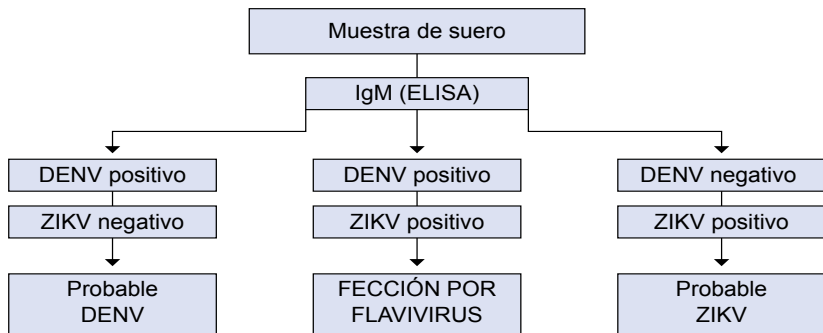 Muestra de suero
IgM (ELISA)
DENV positivo
ZIKV negativo
Probable
DENV
DENV positivo
ZIKV positivo
FECCIÓN POR
FLAVIVIRUS
DENV negativo
ZIKV positivo
Probable
ZIKV